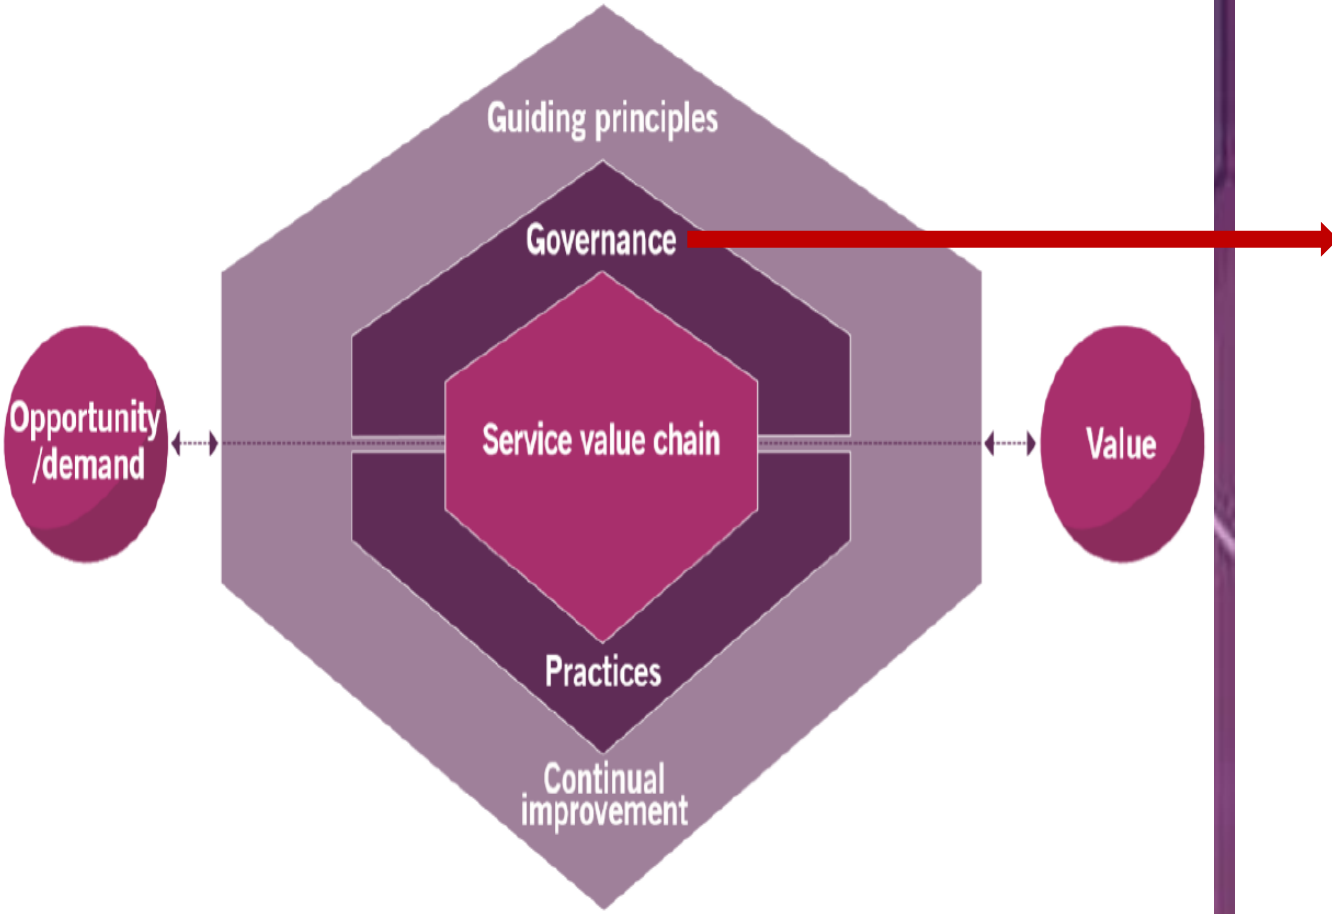 Guiding principles
Governance
Opportunity
/demand
Service value chain
Value
Practices
Continual
improvement